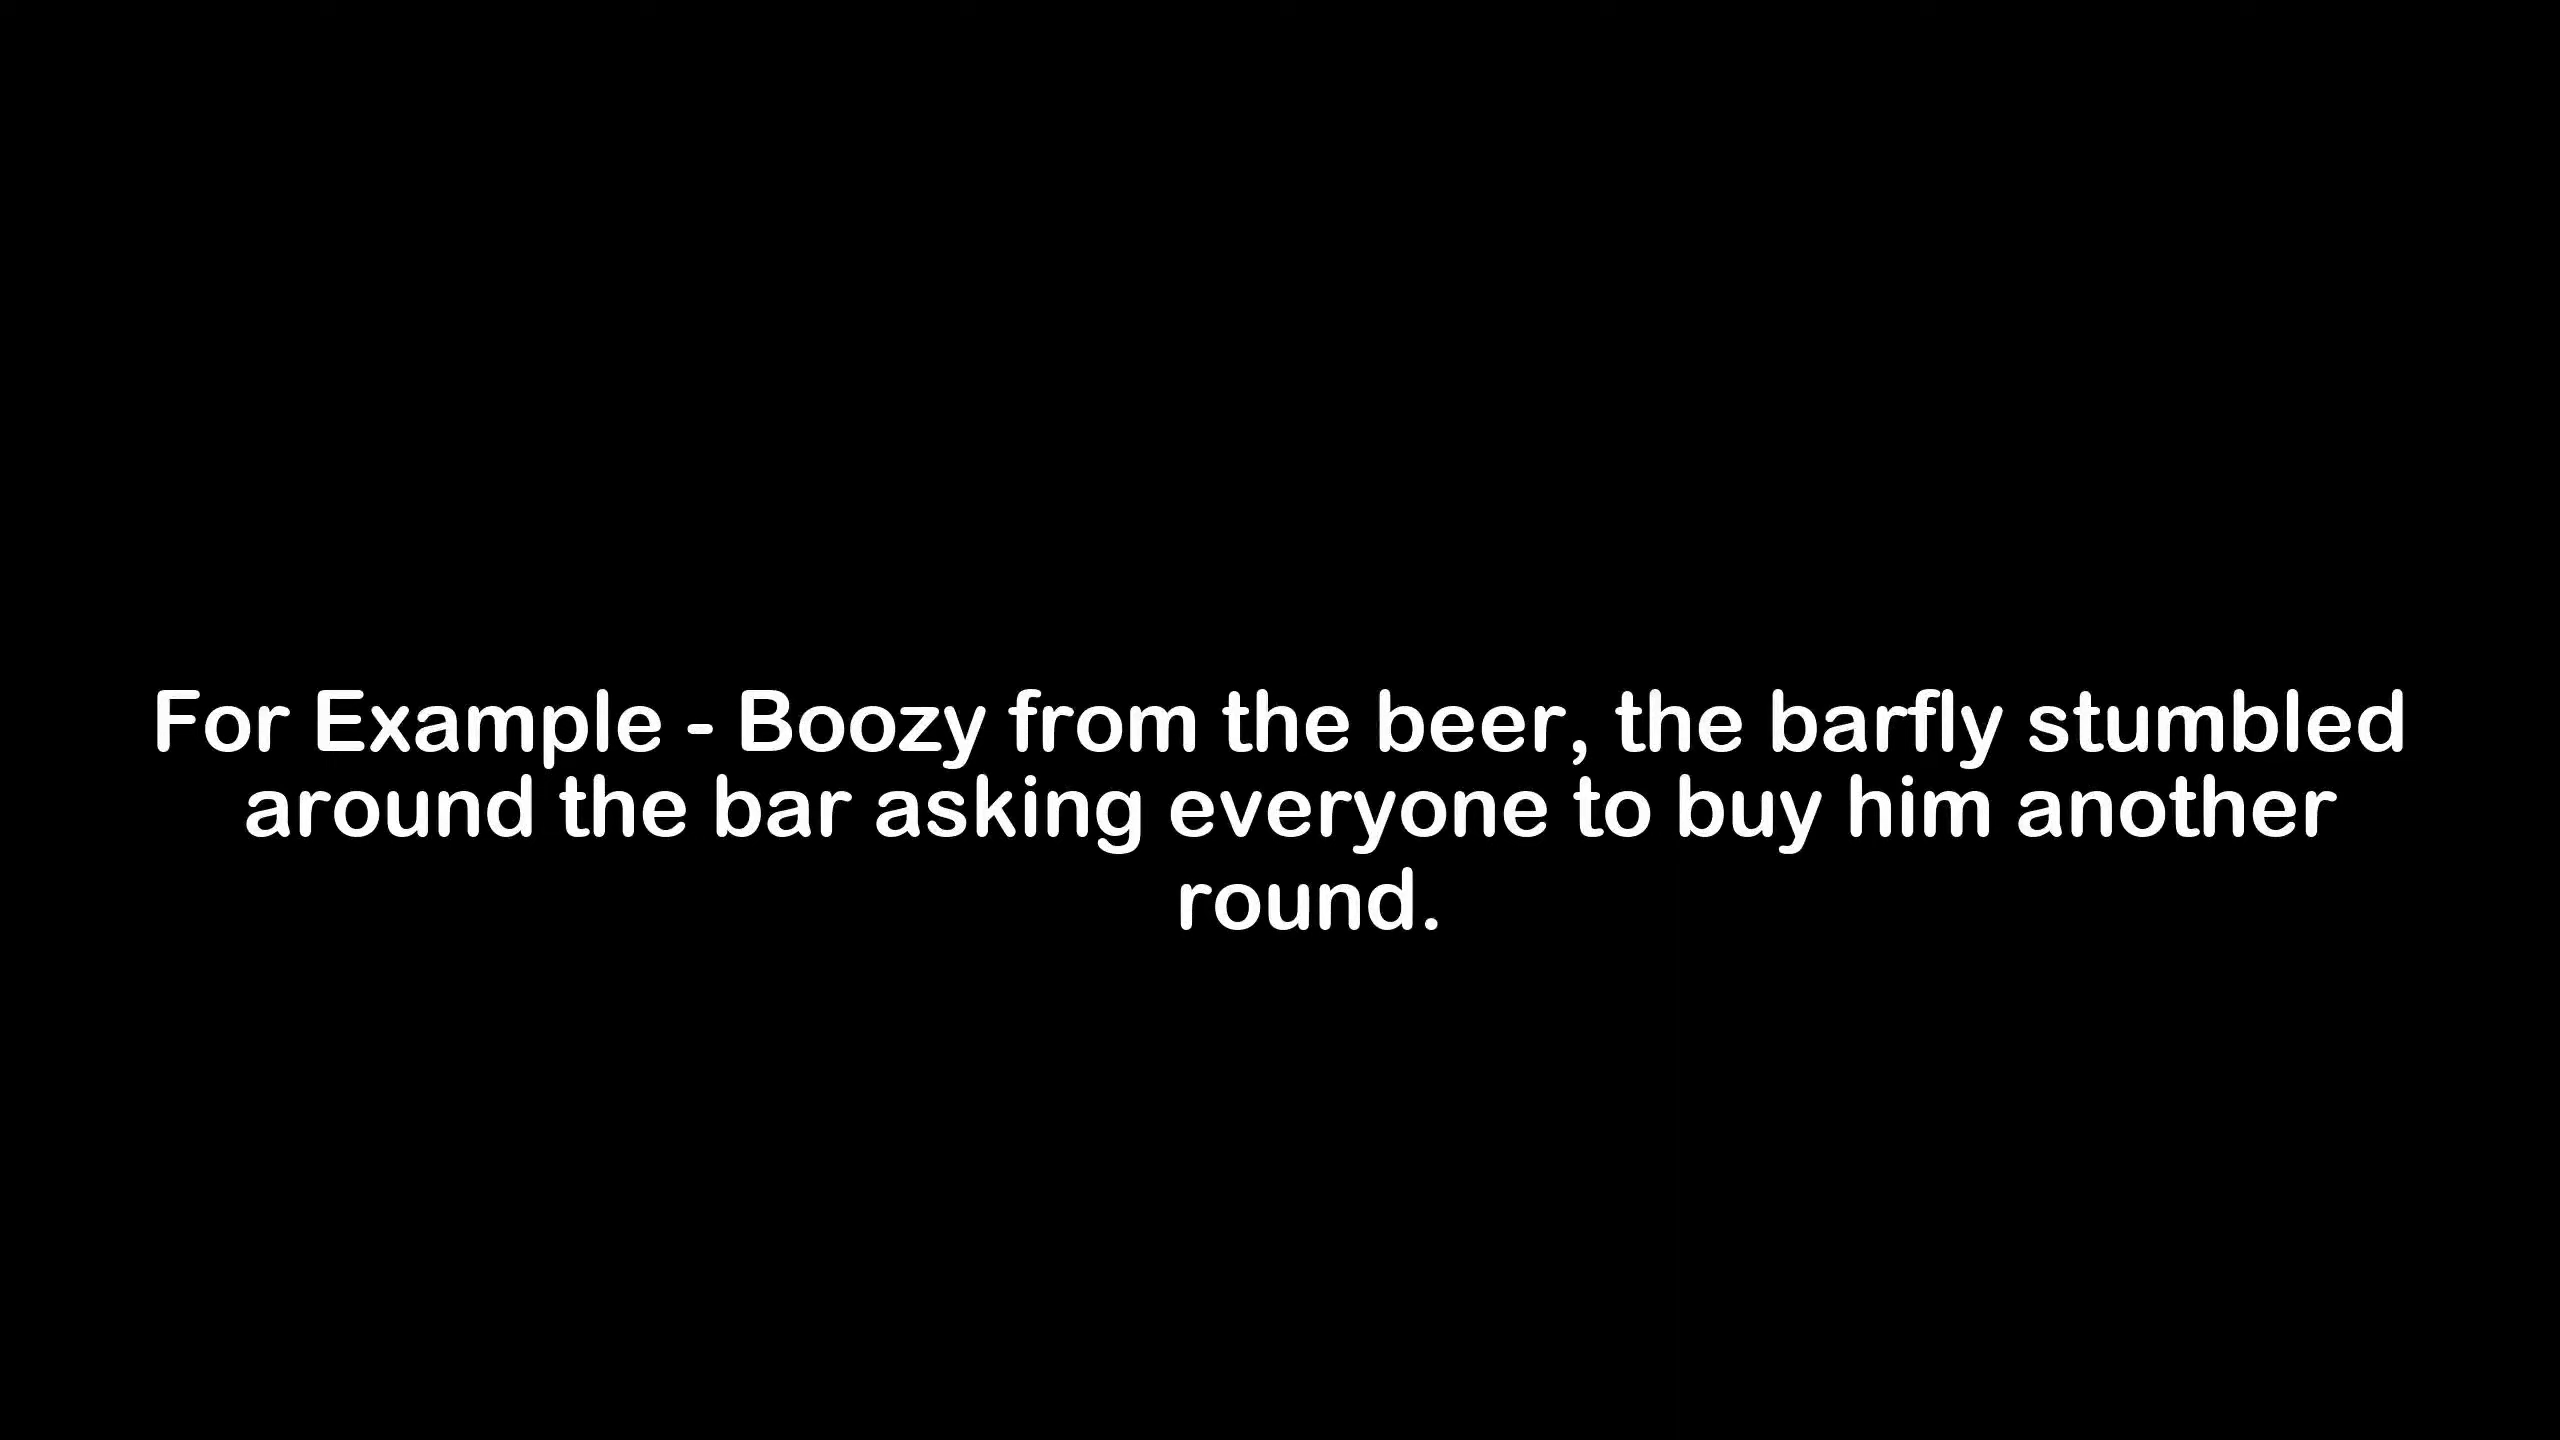 For Example - Boozy from the beer, the barfly stumbled
around the bar asking everyone to buy him another
round.